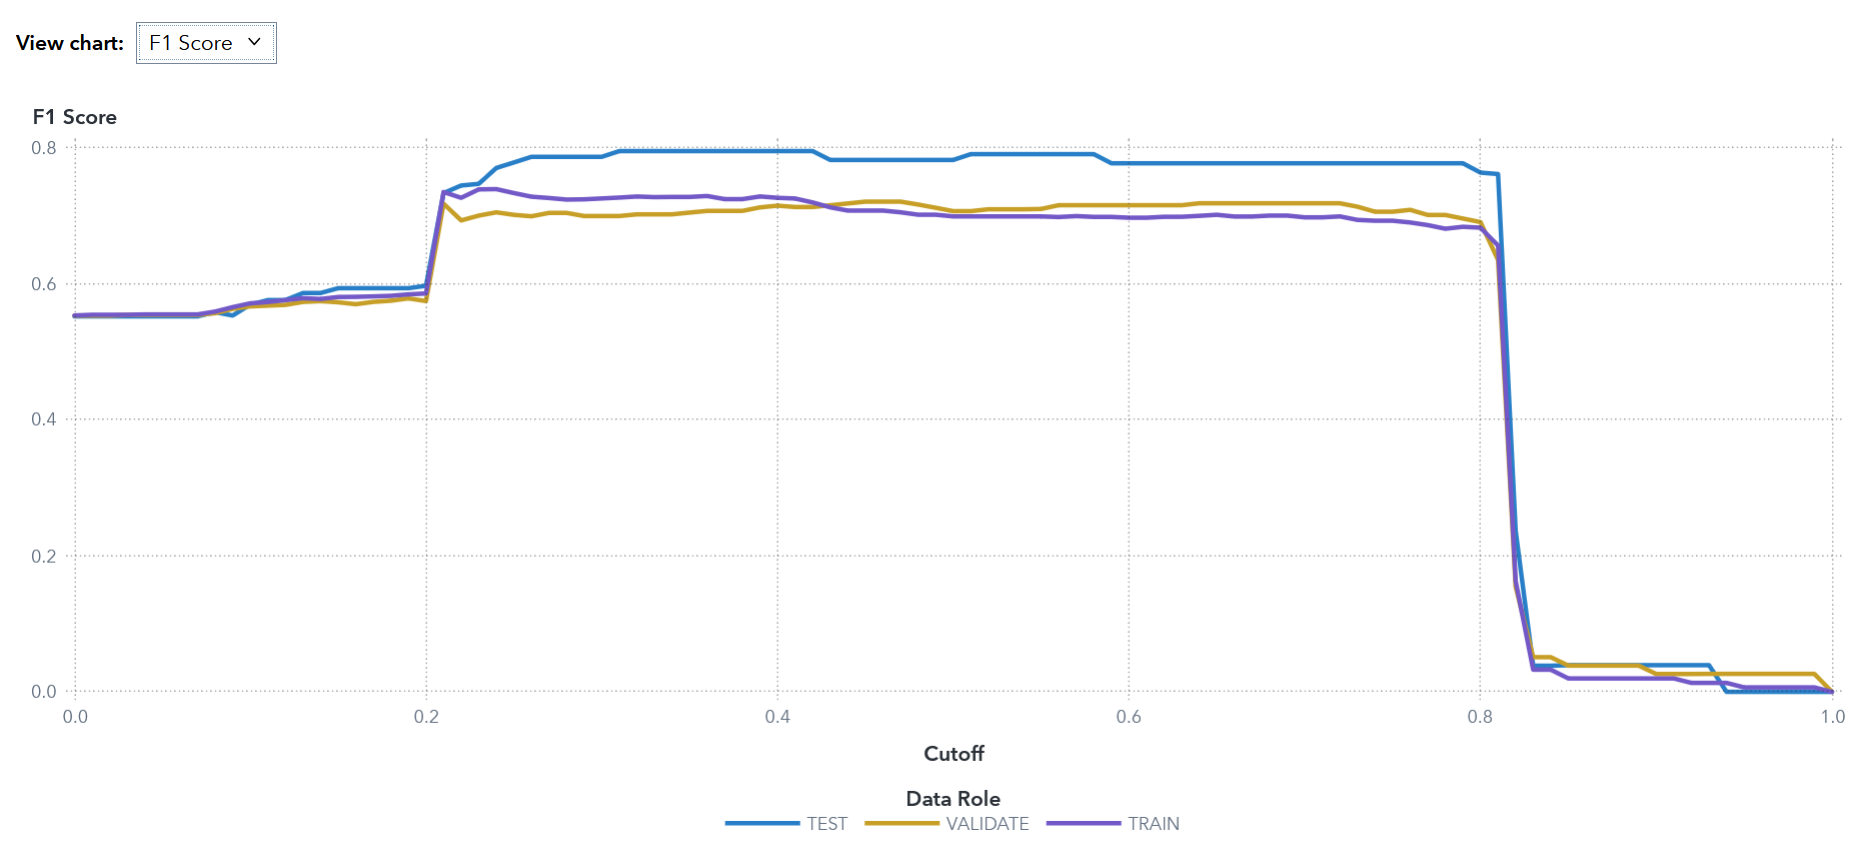 View chart: F1 Score
F1 Score
0.8
0.6
0.4
0.2
0.0
0.0 0.2 0.4 0.6 0.8 1.0
Cutoff
Data Role
TEST VALIDATE TRAIN